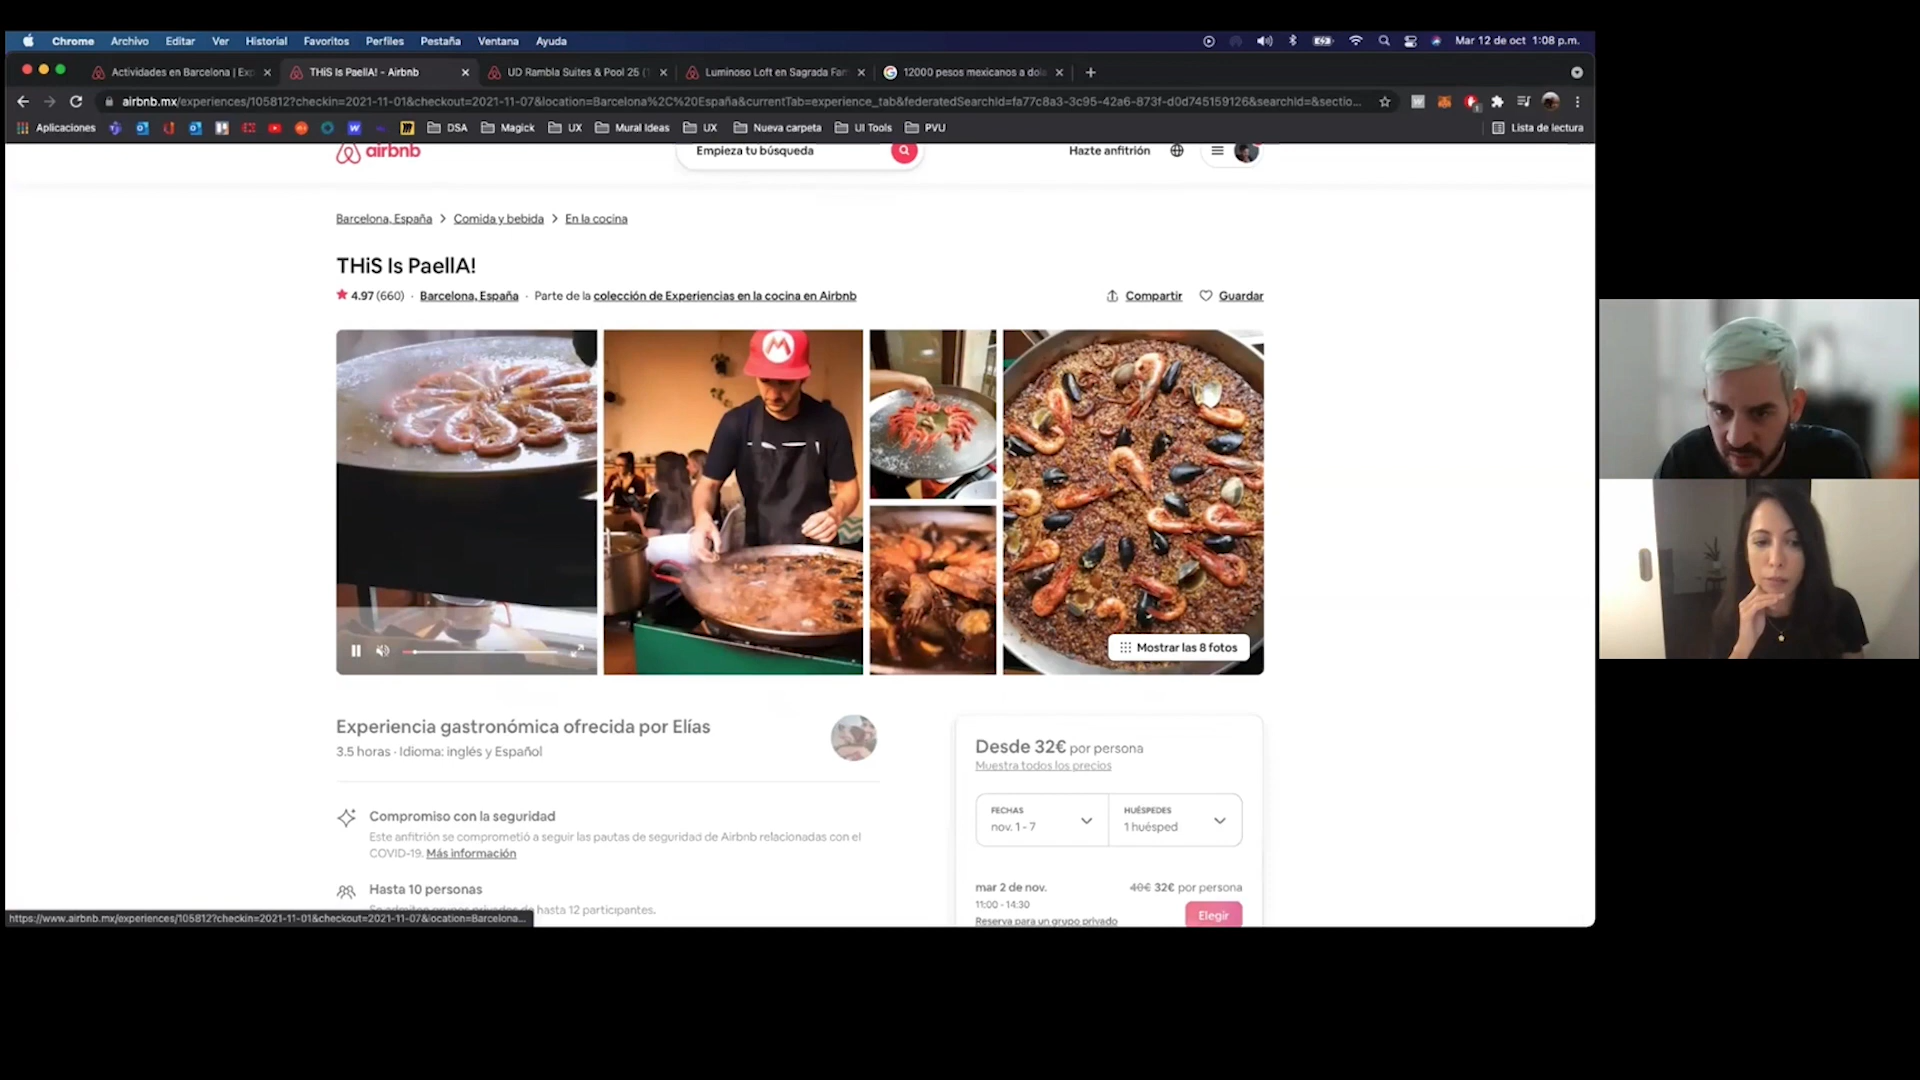 Chrome Archivo Editar Ver Historial Favoritos Perfiles Pestaña Ventana Ayuda
Mar 12 de oct 1:08 p.m.
Actividades en Barcelona | Exp
THiS Is PaellA! - Airbnb
UD Rambla Suites & Pool 25 (
Luminoso Loft en Sagrada Fam
12000 pesos mexicanos a dola
airbnb.mx/experiences/105812?checkin=2021-11-01&checkout=2021-11-07&location=Barcelona%2C%20España&currentTab=experience_tab&federatedSearchId=fa77c8a3-3c95-42a6-873f-d0d745159126&searchId=&sectio...
Aplicaciones
DSA
Magick
UX
Mural Ideas
UX
Nueva carpeta
UI Tools
PVU
Lista de lectura
airbnb
Empieza tu búsqueda
Hazte anfitrión
Barcelona, España > Comida y bebida > En la cocina
THiS Is PaellA!
4.97 (660) · Barcelona, España · Parte de la colección de Experiencias en la cocina en Airbnb
Compartir
Guardar
M
Mostrar las 8 fotos
Experiencia gastronómica ofrecida por Elías
3.5 horas · Idioma: inglés y Español
Compromiso con la seguridad
Este anfitrión se comprometió a seguir las pautas de seguridad de Airbnb relacionadas con el
COVID-19. Más información
Hasta 10 personas
Se admiten grupos privados de hasta 12 participantes.
Desde 32€ por persona
Muestra todos los precios
FECHAS
nov. 1 - 7
HUÉSPEDES
1 huésped
mar 2 de nov.
40€ 32€ por persona
11:00 - 14:30
Reserva para un grupo privado
Elegir
https://www.airbnb.mx/experiences/105812?checkin=2021-11-01&checkout=2021-11-07&location=Barcelona...